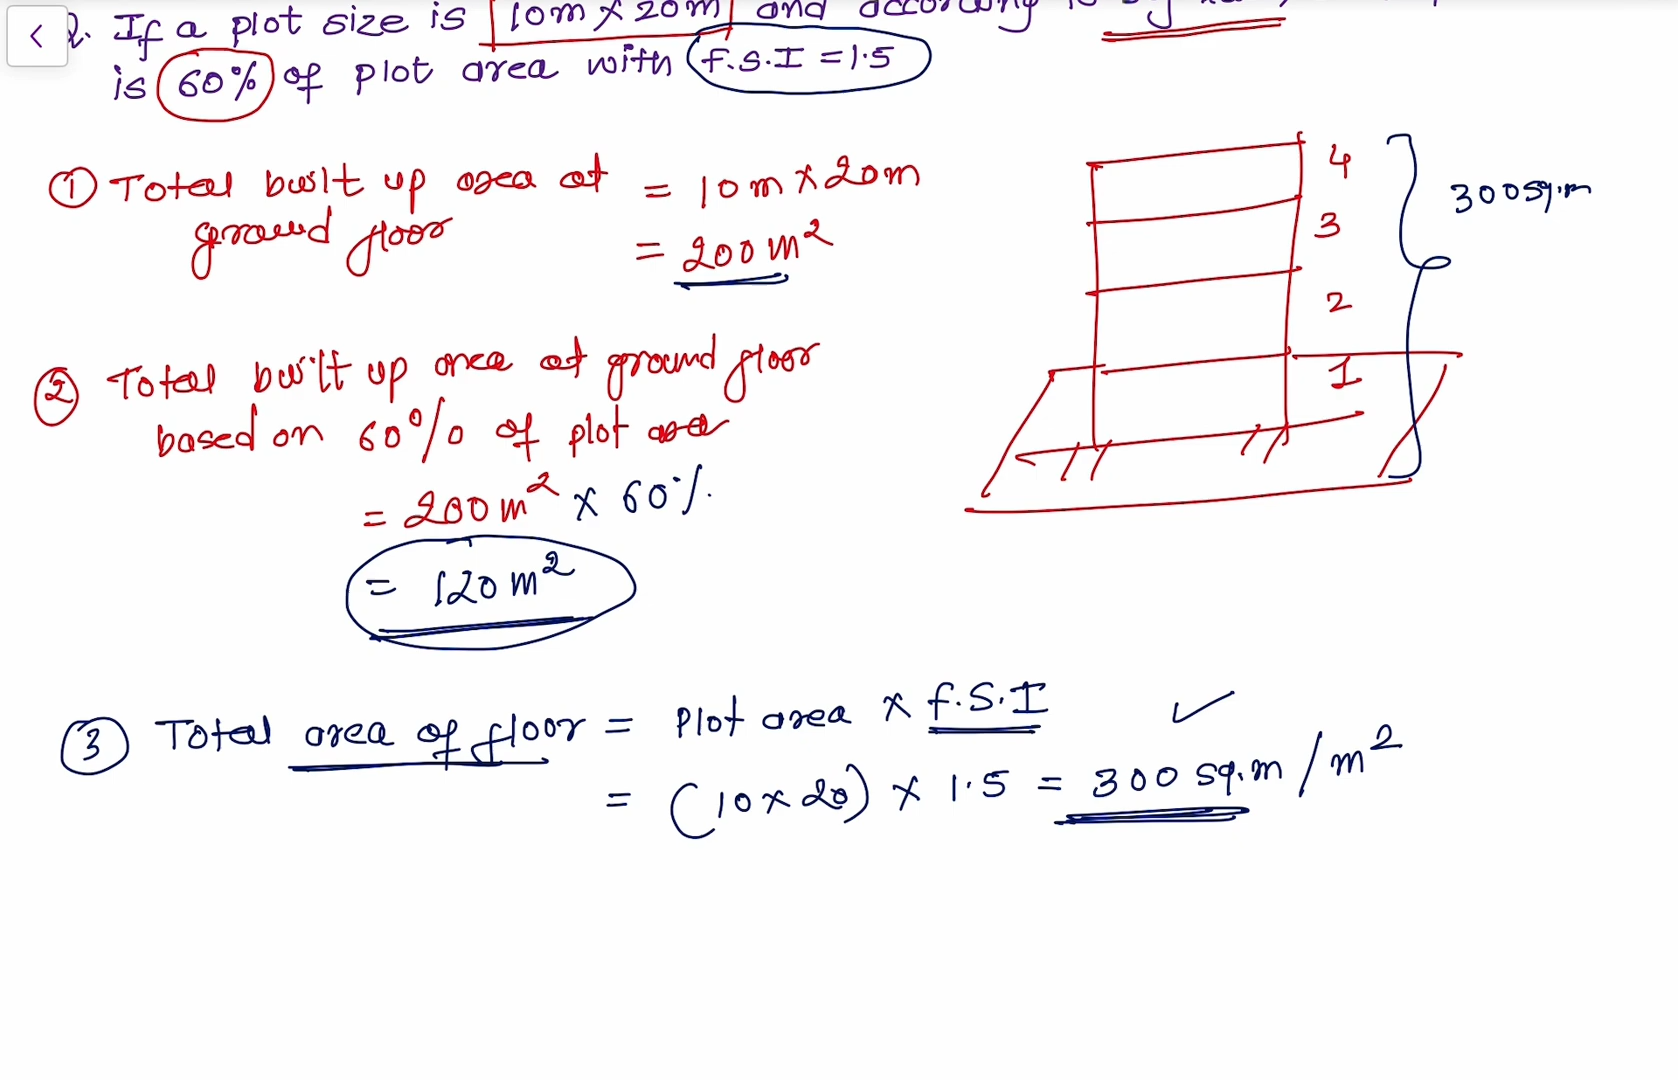 Q. If a plot size is 10m x 20m and
is 60% of plot area with F.S.I = 1.5
① Total built up area at = 10m x 20m
ground floor
= 200 m²
② Total built up area at ground floor
based on 60% of plot area
= 200 m² x 60%.
= 120 m²
③ Total area of floor = Plot area x F.S.I
= (10 x 20) x 1.5 = 300 sq.m / m²
4
3
2
1
300 sq.m